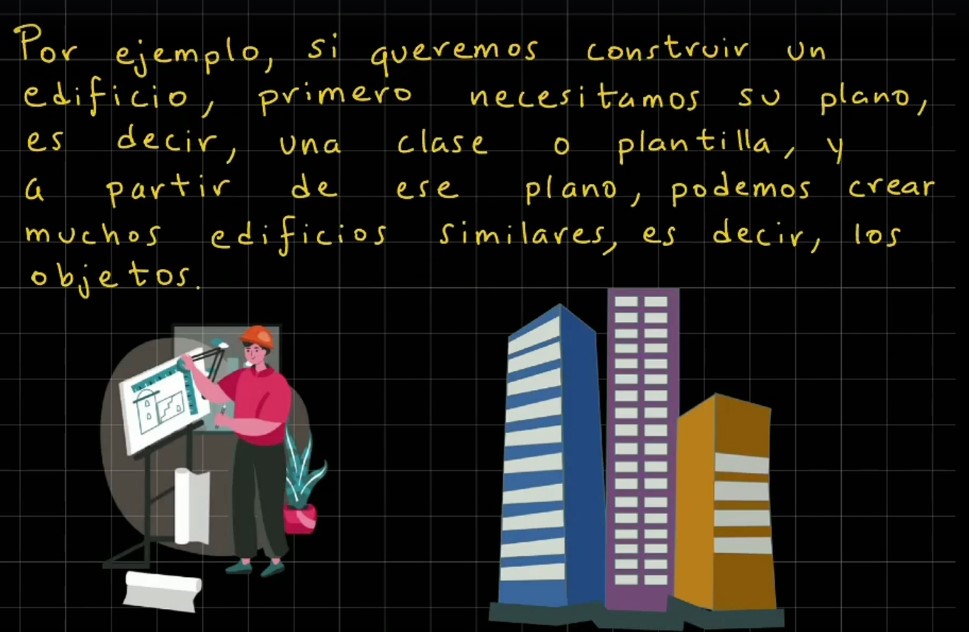 Por ejemplo, si queremos construir un
edificio, primero necesitamos su plano,
es decir, una clase o plantilla, y
a partir de ese plano, podemos crear
muchos edificios similares, es decir, los
objetos.